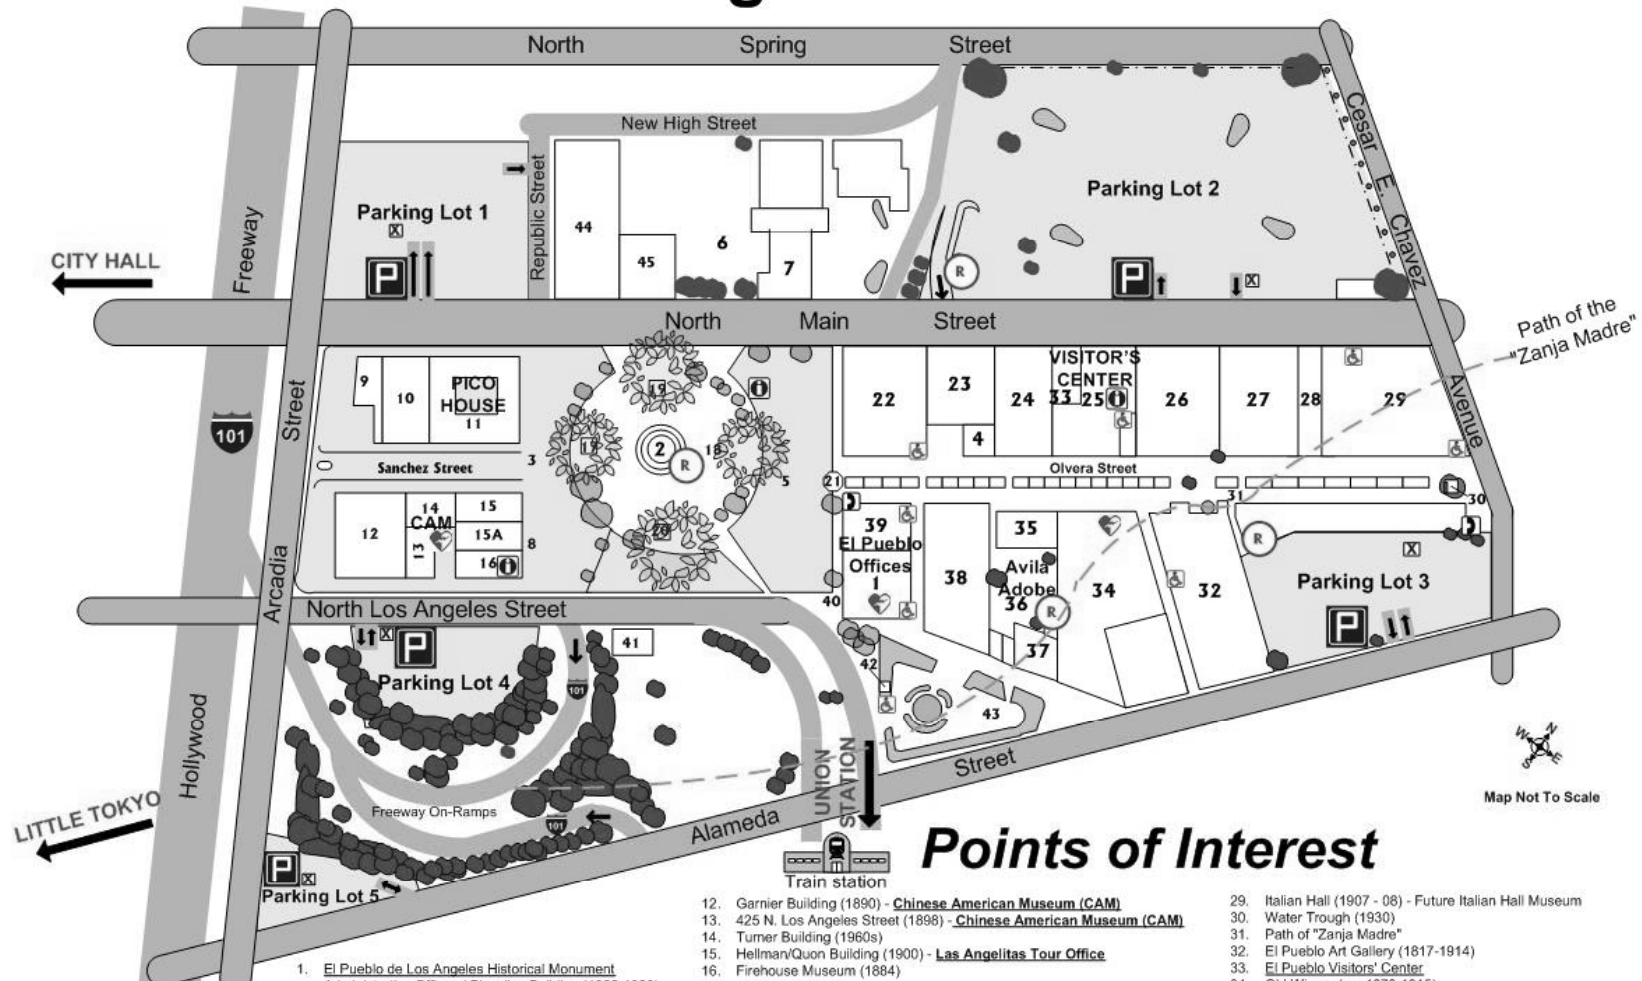 g
North Spring Street
New High Street
Republic Street
Parking Lot 1
X
P
44
45
6
7
R
Parking Lot 2
P
X
Cesar E. Chavez Avenue
CITY HALL
Freeway
101
Hollywood
Arcadia Street
North Main Street
Path of the
"Zanja Madre"
9
10
PICO
HOUSE
11
19
2
R
18
17
20
5
3
8
Sanchez Street
12
14
CAM
13
15
15A
16
22
23
4
24
VISITOR'S
CENTER
33
25
26
27
28
29
Olvera Street
21
31
30
39
El Pueblo
Offices
1
40
38
35
Avila
Adobe
36
R
37
34
32
R
X
Parking Lot 3
P
North Los Angeles Street
X
P
Parking Lot 4
41
101
42
43
Freeway On-Ramps
101
UNION
STATION
Alameda Street
LITTLE TOKYO
P
X
Parking Lot 5
Train station
W N
S E
Map Not To Scale
Points of Interest
1. El Pueblo de Los Angeles Historical Monument
12. Garnier Building (1890) - Chinese American Museum (CAM)
13. 425 N. Los Angeles Street (1898) - Chinese American Museum (CAM)
14. Turner Building (1960s)
15. Hellman/Quon Building (1900) - Las Angelitas Tour Office
16. Firehouse Museum (1884)
29. Italian Hall (1907 - 08) - Future Italian Hall Museum
30. Water Trough (1930)
31. Path of "Zanja Madre"
32. El Pueblo Art Gallery (1817-1914)
33. El Pueblo Visitors' Center